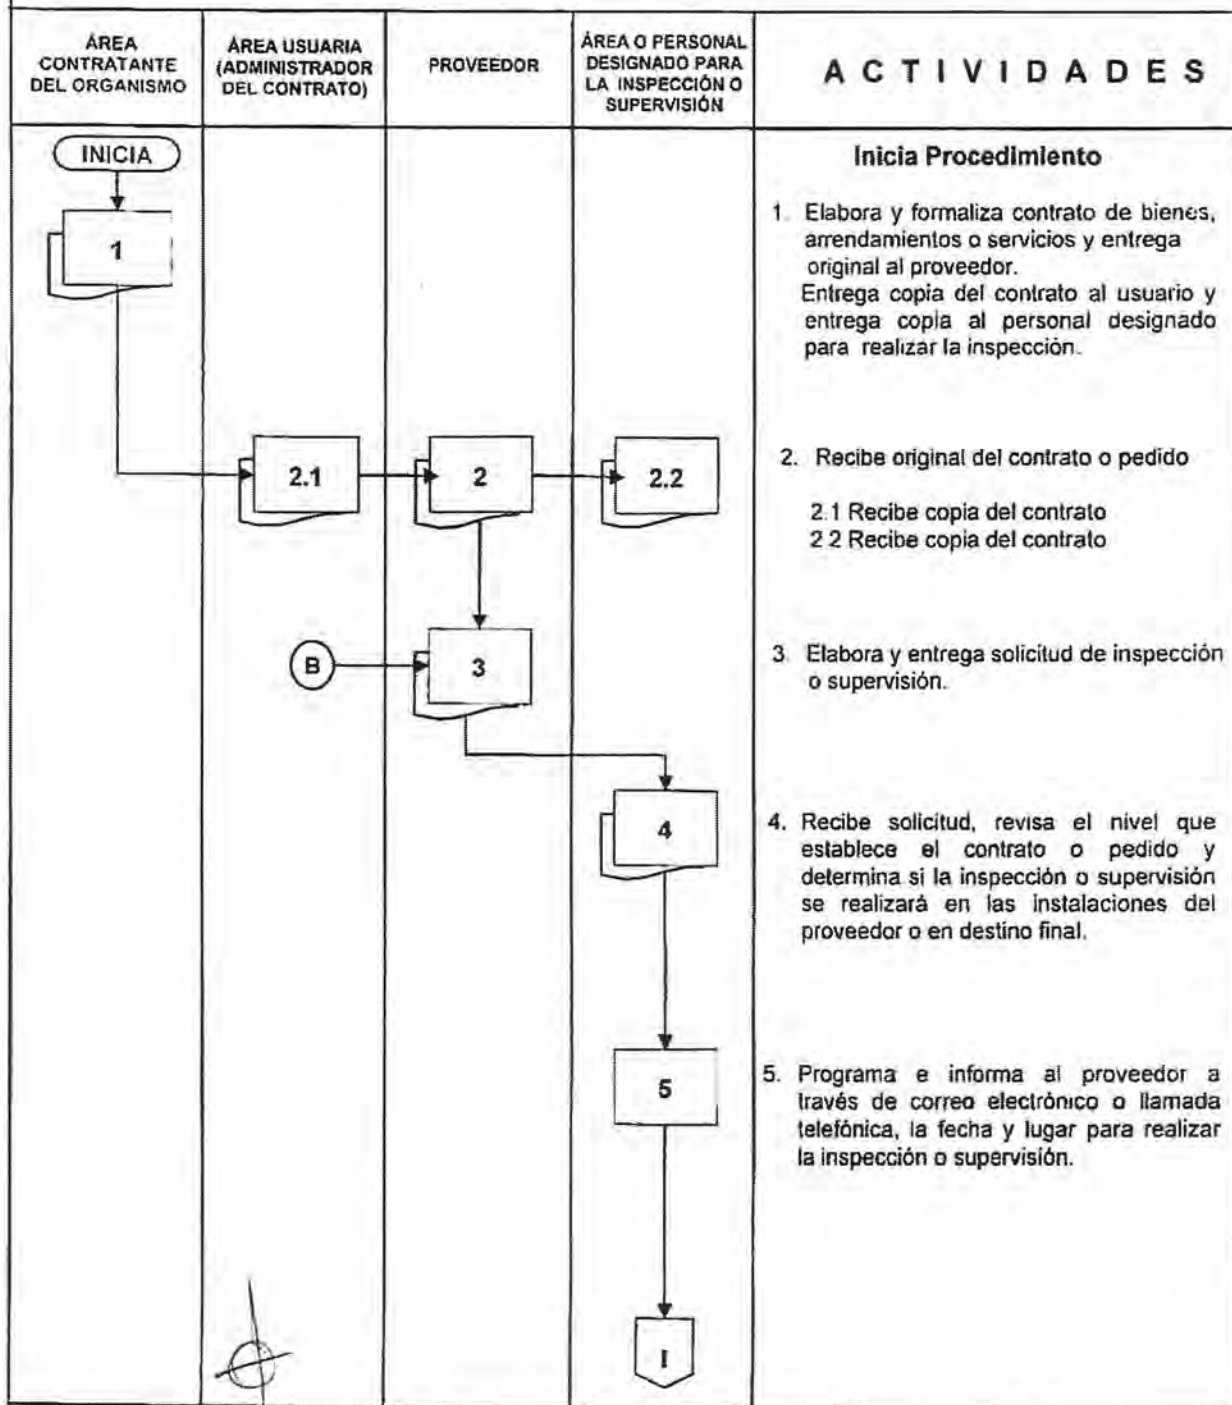 ÁREA
CONTRATANTE
DEL ORGANISMO
ÁREA USUARIA
(ADMINISTRADOR
DEL CONTRATO)
PROVEEDOR
ÁREA O PERSONAL
DESIGNADO PARA
LA INSPECCIÓN O
SUPERVISIÓN
ACTIVIDADES
INICIA
1
2.1
2
2.2
B
3
4
5
I
Inicia Procedimiento
1. Elabora y formaliza contrato de bienes,
arrendamientos o servicios y entrega
original al proveedor.
Entrega copia del contrato al usuario y
entrega copia al personal designado
para realizar la inspección.
2. Recibe original del contrato o pedido
2.1 Recibe copia del contrato
2 2 Recibe copia del contrato
3. Elabora y entrega solicitud de inspección
o supervisión.
4. Recibe solicitud, revisa el nivel que
establece el contrato o pedido y
determina si la inspección o supervisión
se realizará en las instalaciones del
proveedor o en destino final.
5. Programa e informa al proveedor a
través de correo electrónico o llamada
telefónica, la fecha y lugar para realizar
la inspección o supervisión.